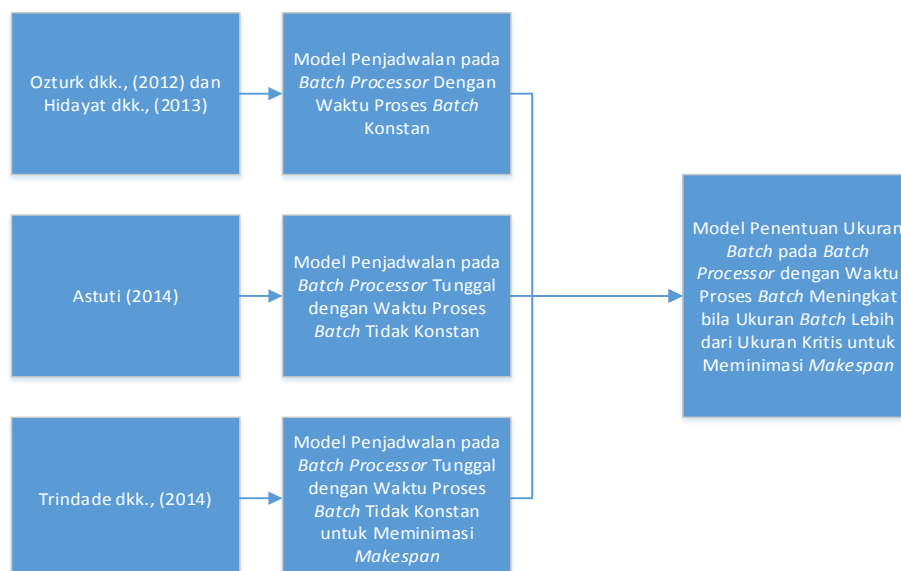 Ozturk dkk., (2012) dan
Hidayat dkk., (2013)
Model Penjadwalan pada
Batch Processor Dengan
Waktu Proses Batch
Konstan
Astuti (2014)
Model Penjadwalan pada
Batch Processor Tunggal
dengan Waktu Proses
Batch Tidak Konstan
Trindade dkk., (2014)
Model Penjadwalan pada
Batch Processor Tunggal
dengan Waktu Proses
Batch Tidak Konstan
untuk Meminimasi
Makespan
Model Penentuan Ukuran
Batch pada Batch
Processor dengan Waktu
Proses Batch Meningkat
bila Ukuran Batch Lebih
dari Ukuran Kritis untuk
Meminimasi Makespan